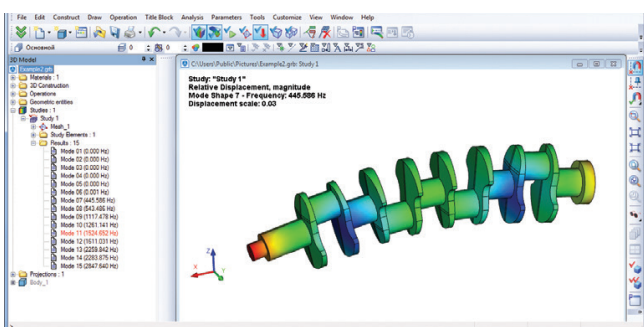 File Edit Construct Draw Operation Title Block Analysis Parameters Tools Customize View Window Help
Основной
0
0
3D Model
Example2.grb
Materials : 1
3D Construction
Operations
Geometric entities
Studies : 1
Study 1
Mesh_1
Study Elements : 1
Results : 15
Mode 01 (0.000 Hz)
Mode 02 (0.000 Hz)
Mode 03 (0.000 Hz)
Mode 04 (0.000 Hz)
Mode 05 (0.000 Hz)
Mode 06 (0.001 Hz)
Mode 07 (445.586 Hz)
Mode 08 (543.486 Hz)
Mode 09 (1117.478 Hz)
Mode 10 (1261.141 Hz)
Mode 11 (1524.652 Hz)
Mode 12 (1611.031 Hz)
Mode 13 (2259.842 Hz)
Mode 14 (2283.875 Hz)
Mode 15 (2847.640 Hz)
Projections : 1
Body_1
C:\Users\Public\Pictures\Example2.grb: Study 1
Study: "Study 1"
Relative Displacement, magnitude
Mode Shape 7 - Frequency: 445.586 Hz
Displacement scale: 0.03
Z
X
Y